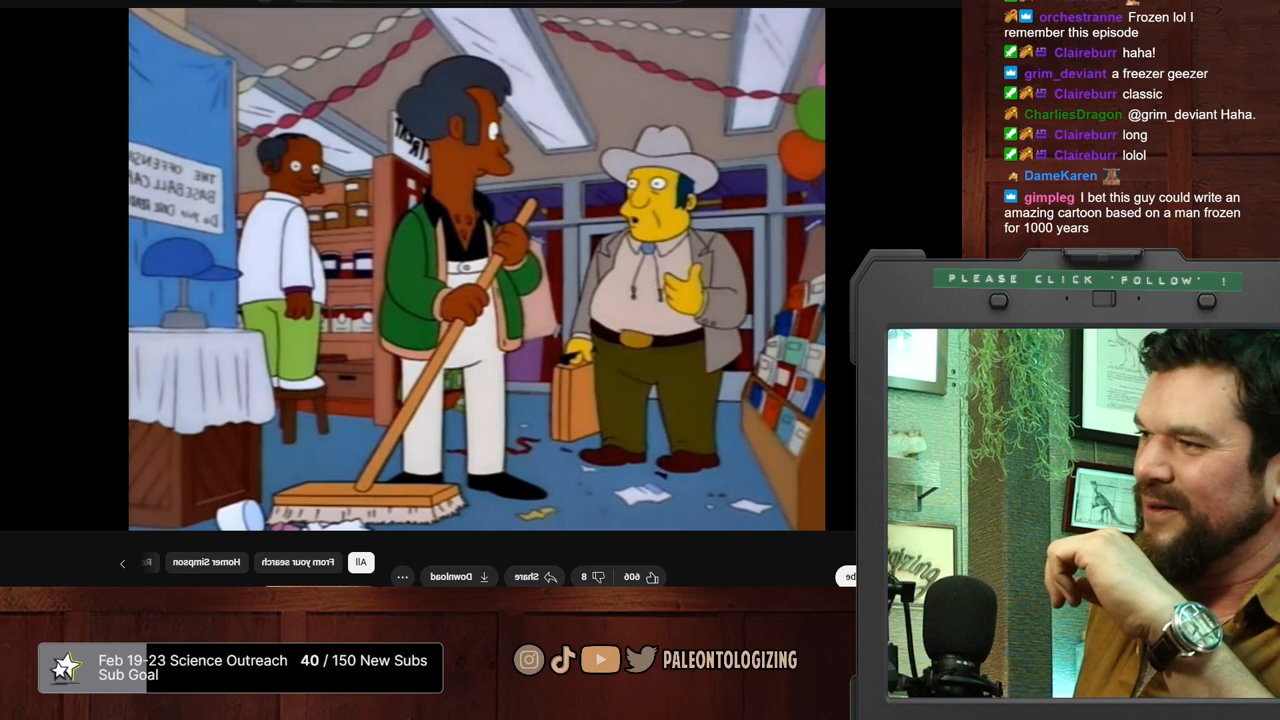 orchestranne Frozen lol I
remember this episode
Claireburr haha!
grim_deviant a freezer geezer
Claireburr classic
CharliesDragon @grim_deviant Haha.
Claireburr long
Claireburr lolol
DameKaren
gimpleg I bet this guy could write an
amazing cartoon based on a man frozen
for 1000 years
PLEASE CLICK "FOLLOW" !
THE OFFENSI
BASEBALL CAP
All
From your search
Homer Simpson
Re
606
8
Share
Download
be
Feb 19-23 Science Outreach 40 / 150 New Subs
Sub Goal
PALEONTOLOGIZING